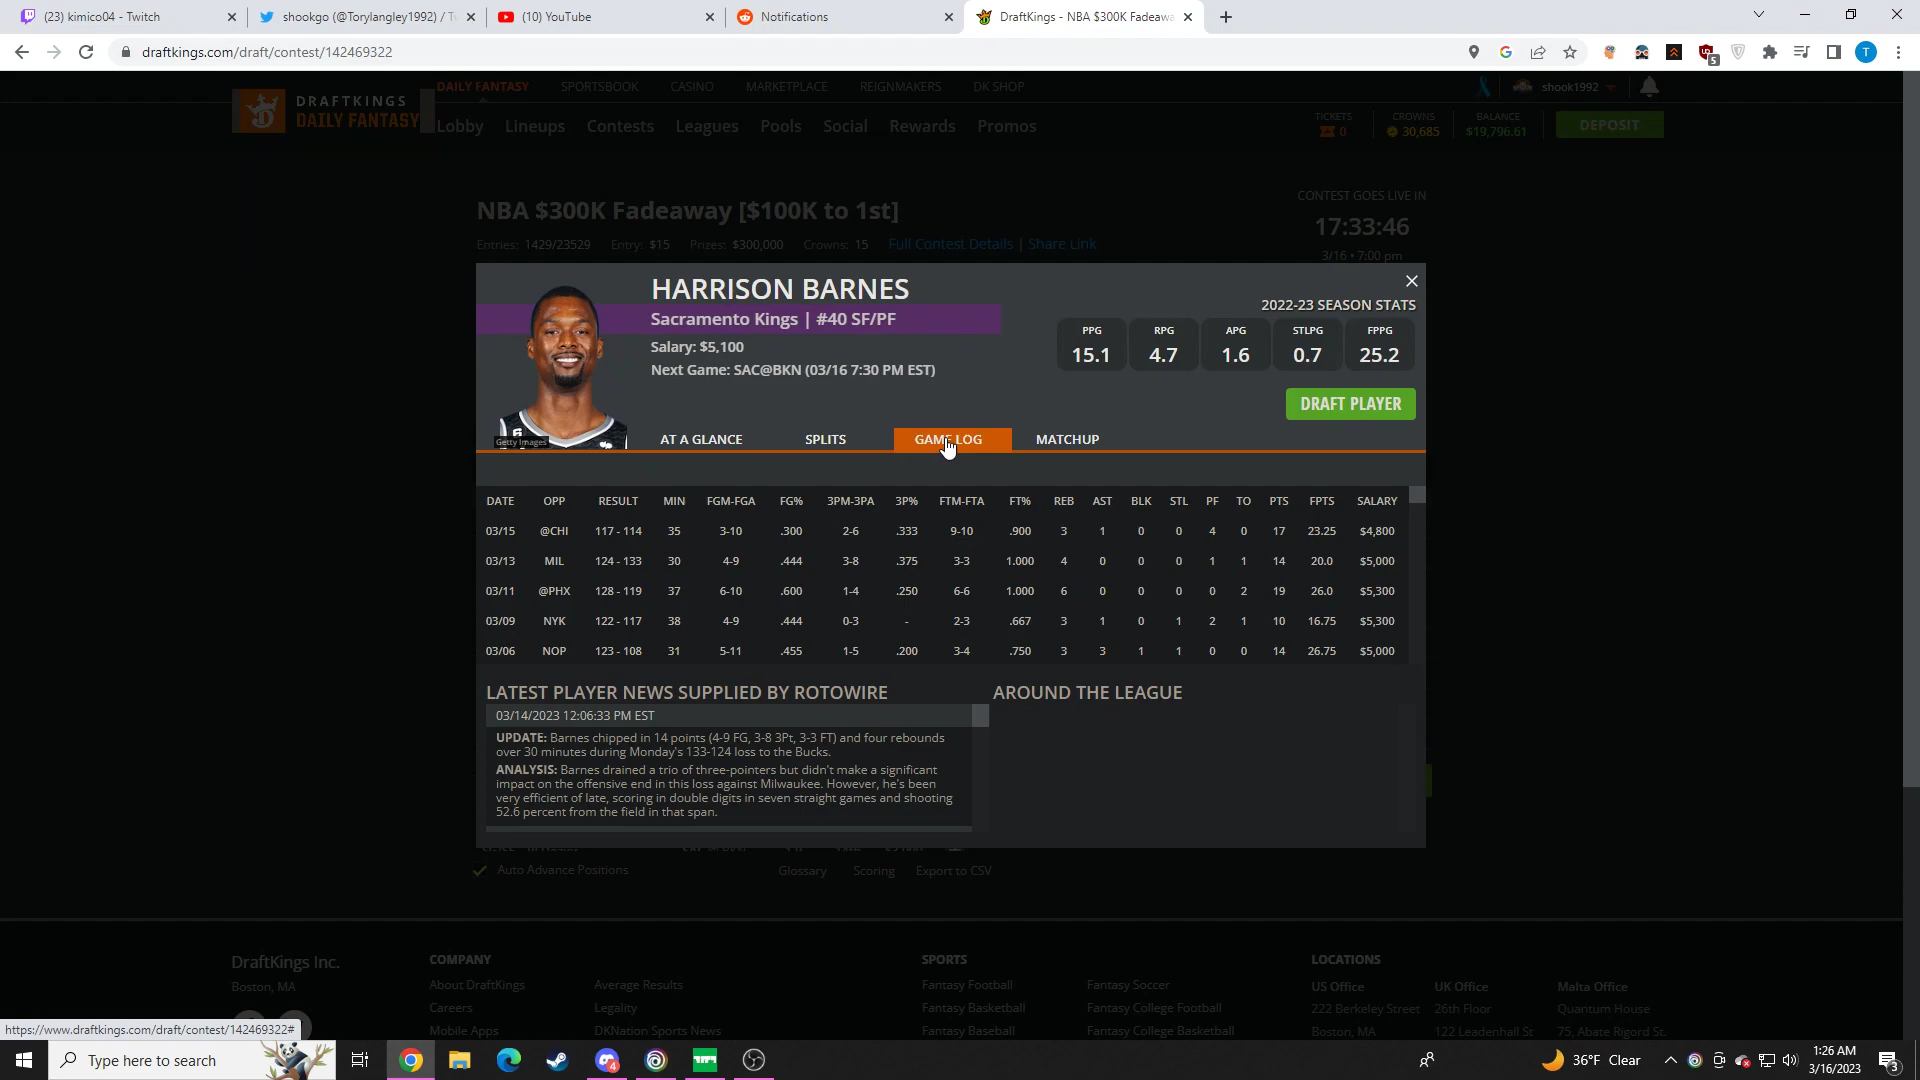 (23) kimico04 - Twitch
shookgo (@Torylangley1992) / Tw
(10) YouTube
Notifications
DraftKings - NBA $300K Fadeawa
draftkings.com/draft/contest/142469322
5
T
DRAFTKINGS
DAILY FANTASY
DAILY FANTASY SPORTSBOOK CASINO MARKETPLACE REIGNMAKERS DK SHOP
shook1992
Lobby Lineups Contests Leagues Pools Social Rewards Promos
TICKETS
0
CROWNS
30,685
BALANCE
$19,796.61
DEPOSIT
NBA $300K Fadeaway [$100K to 1st]
Entries: 1429/23529 Entry: $15 Prizes: $300,000 Crowns: 15 Full Contest Details | Share Link
CONTEST GOES LIVE IN
17:33:46
3/16 • 7:00 pm
HARRISON BARNES
Sacramento Kings | #40 SF/PF
Salary: $5,100
Next Game: SAC@BKN (03/16 7:30 PM EST)
Getty Images
2022-23 SEASON STATS
PPG RPG APG STLPG FPPG
15.1 4.7 1.6 0.7 25.2
DRAFT PLAYER
AT A GLANCE SPLITS GAME LOG MATCHUP
DATE OPP RESULT MIN FGM-FGA FG% 3PM-3PA 3P% FTM-FTA FT% REB AST BLK STL PF TO PTS FPTS SALARY
03/15 @CHI 117 - 114 35 3-10 .300 2-6 .333 9-10 .900 3 1 0 0 4 0 17 23.25 $4,800
03/13 MIL 124 - 133 30 4-9 .444 3-8 .375 3-3 1.000 4 0 0 0 1 1 14 20.0 $5,000
03/11 @PHX 128 - 119 37 6-10 .600 1-4 .250 6-6 1.000 6 0 0 0 0 2 19 26.0 $5,300
03/09 NYK 122 - 117 38 4-9 .444 0-3 - 2-3 .667 3 1 0 1 2 1 10 16.75 $5,300
03/06 NOP 123 - 108 31 5-11 .455 1-5 .200 3-4 .750 3 3 1 1 0 0 14 26.75 $5,000
LATEST PLAYER NEWS SUPPLIED BY ROTOWIRE
03/14/2023 12:06:33 PM EST
UPDATE: Barnes chipped in 14 points (4-9 FG, 3-8 3Pt, 3-3 FT) and four rebounds
over 30 minutes during Monday's 133-124 loss to the Bucks.
ANALYSIS: Barnes drained a trio of three-pointers but didn't make a significant
impact on the offensive end in this loss against Milwaukee. However, he's been
very efficient of late, scoring in double digits in seven straight games and shooting
52.6 percent from the field in that span.
AROUND THE LEAGUE
Auto Advance Positions
Glossary Scoring Export to CSV
DraftKings Inc.
Boston, MA
COMPANY
About DraftKings
Careers
Mobile Apps
Average Results
Legality
DKNation Sports News
SPORTS
Fantasy Football
Fantasy Basketball
Fantasy Baseball
Fantasy Soccer
Fantasy College Football
Fantasy College Basketball
LOCATIONS
US Office
222 Berkeley Street
Boston, MA
UK Office
26th Floor
122 Leadenhall St
Malta Office
Quantum House
75, Abate Rigord St.
https://www.draftkings.com/draft/contest/142469322#
Type here to search
4
36°F Clear
1:26 AM
3/16/2023
3